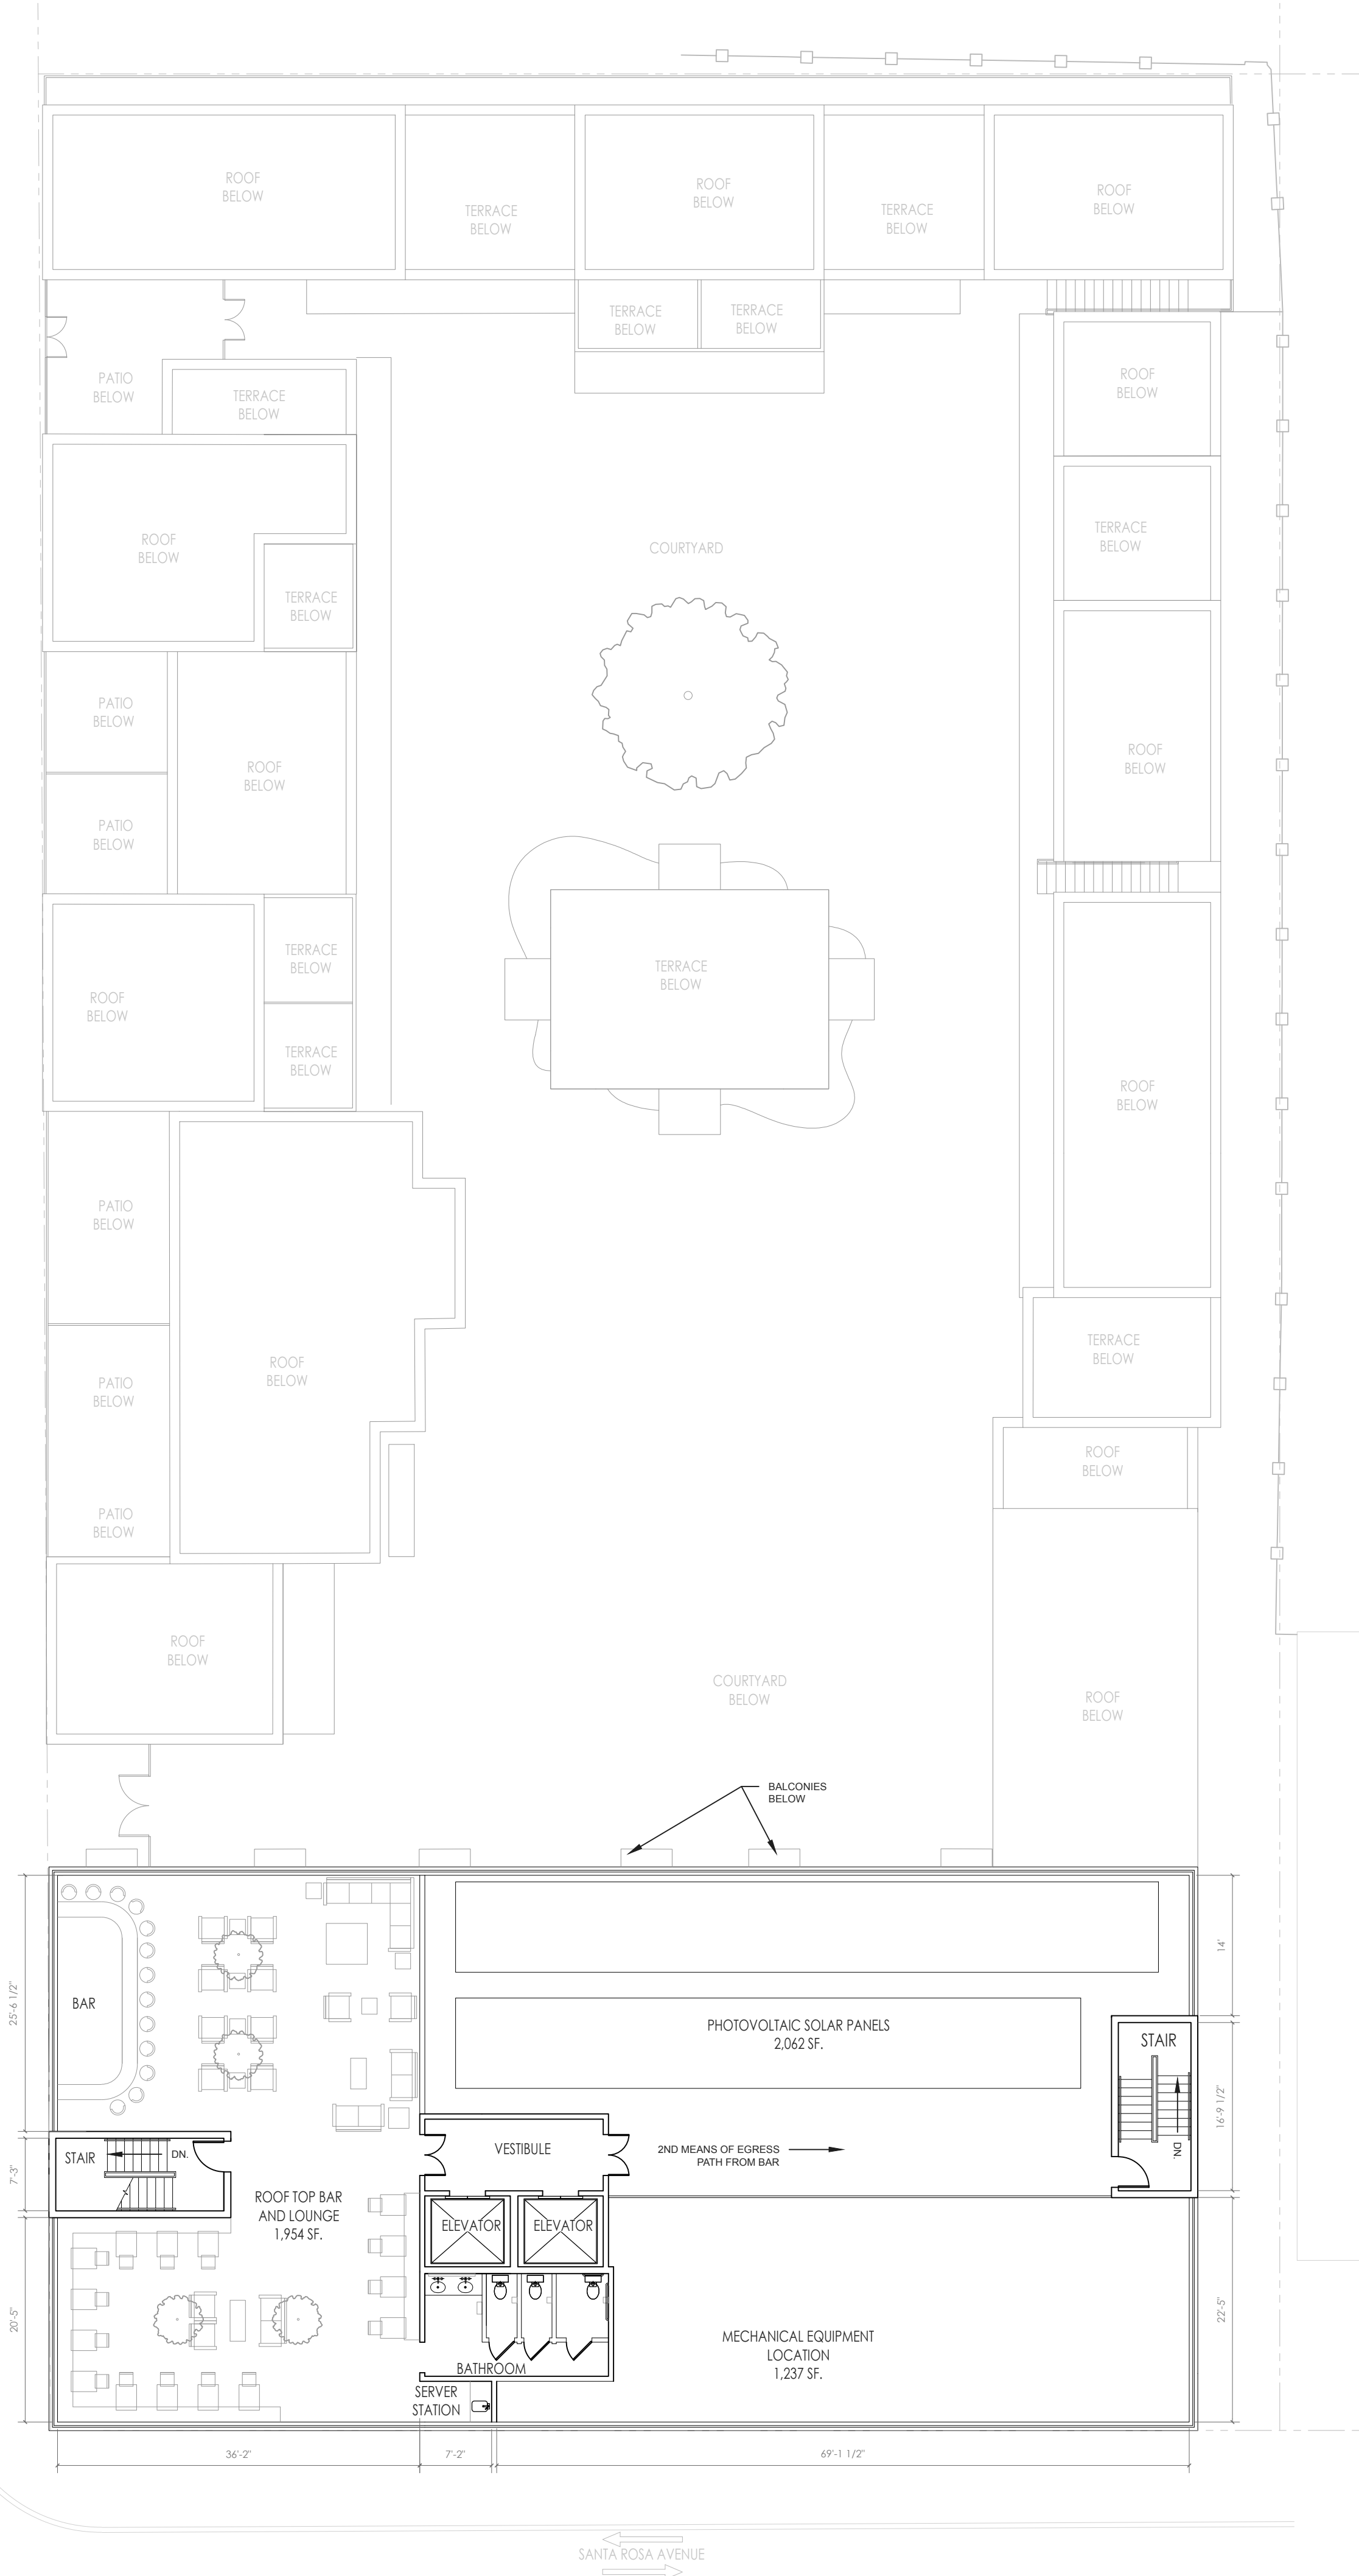 ROOF
BELOW
TERRACE
BELOW
ROOF
BELOW
TERRACE
BELOW
ROOF
BELOW
TERRACE
BELOW
TERRACE
BELOW
PATIO
BELOW
TERRACE
BELOW
ROOF
BELOW
ROOF
BELOW
TERRACE
BELOW
COURTYARD
TERRACE
BELOW
PATIO
BELOW
ROOF
BELOW
ROOF
BELOW
PATIO
BELOW
TERRACE
BELOW
TERRACE
BELOW
ROOF
BELOW
TERRACE
BELOW
ROOF
BELOW
PATIO
BELOW
TERRACE
BELOW
ROOF
BELOW
PATIO
BELOW
ROOF
BELOW
PATIO
BELOW
ROOF
BELOW
COURTYARD
BELOW
ROOF
BELOW
BALCONIES
BELOW
14'
25'-6 1/2"
BAR
PHOTOVOLTAIC SOLAR PANELS
2,062 SF.
STAIR
16'-9 1/2"
DN.
STAIR
DN.
7'-3"
VESTIBULE
2ND MEANS OF EGRESS
PATH FROM BAR
ROOF TOP BAR
AND LOUNGE
1,954 SF.
ELEVATOR
ELEVATOR
20'-5"
22'-5"
MECHANICAL EQUIPMENT
LOCATION
1,237 SF.
BATHROOM
SERVER
STATION
36'-2"
7'-2"
69'-1 1/2"
SANTA ROSA AVENUE